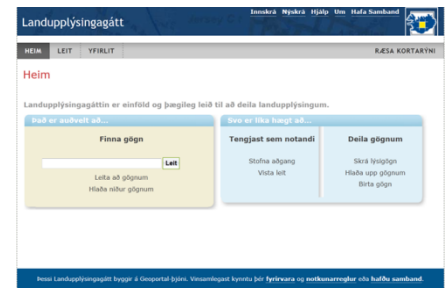 Landupplýsingagátt
Innskrá Nýskrá Hjálp Um Hafa Samband
HEIM LEIT YFIRLIT RÆSA KORTARÝNI
Heim
Landupplýsingagáttin er einföld og þægileg leið til að deila landupplýsingum.
Það er auðvelt að...
Finna gögn
Leit
Leita að gögnum
Hlaða niður gögnum
Svo er líka hægt að...
Tengjast sem notandi
Stofna aðgang
Vista leit
Deila gögnum
Skrá lýsigögn
Hlaða upp gögnum
Birta gögn
Þessi Landupplýsingagátt byggir á Geoportal-þjóni. Vinsamlegast kynntu þér fyrirvara og notkunarreglur eða hafðu samband.